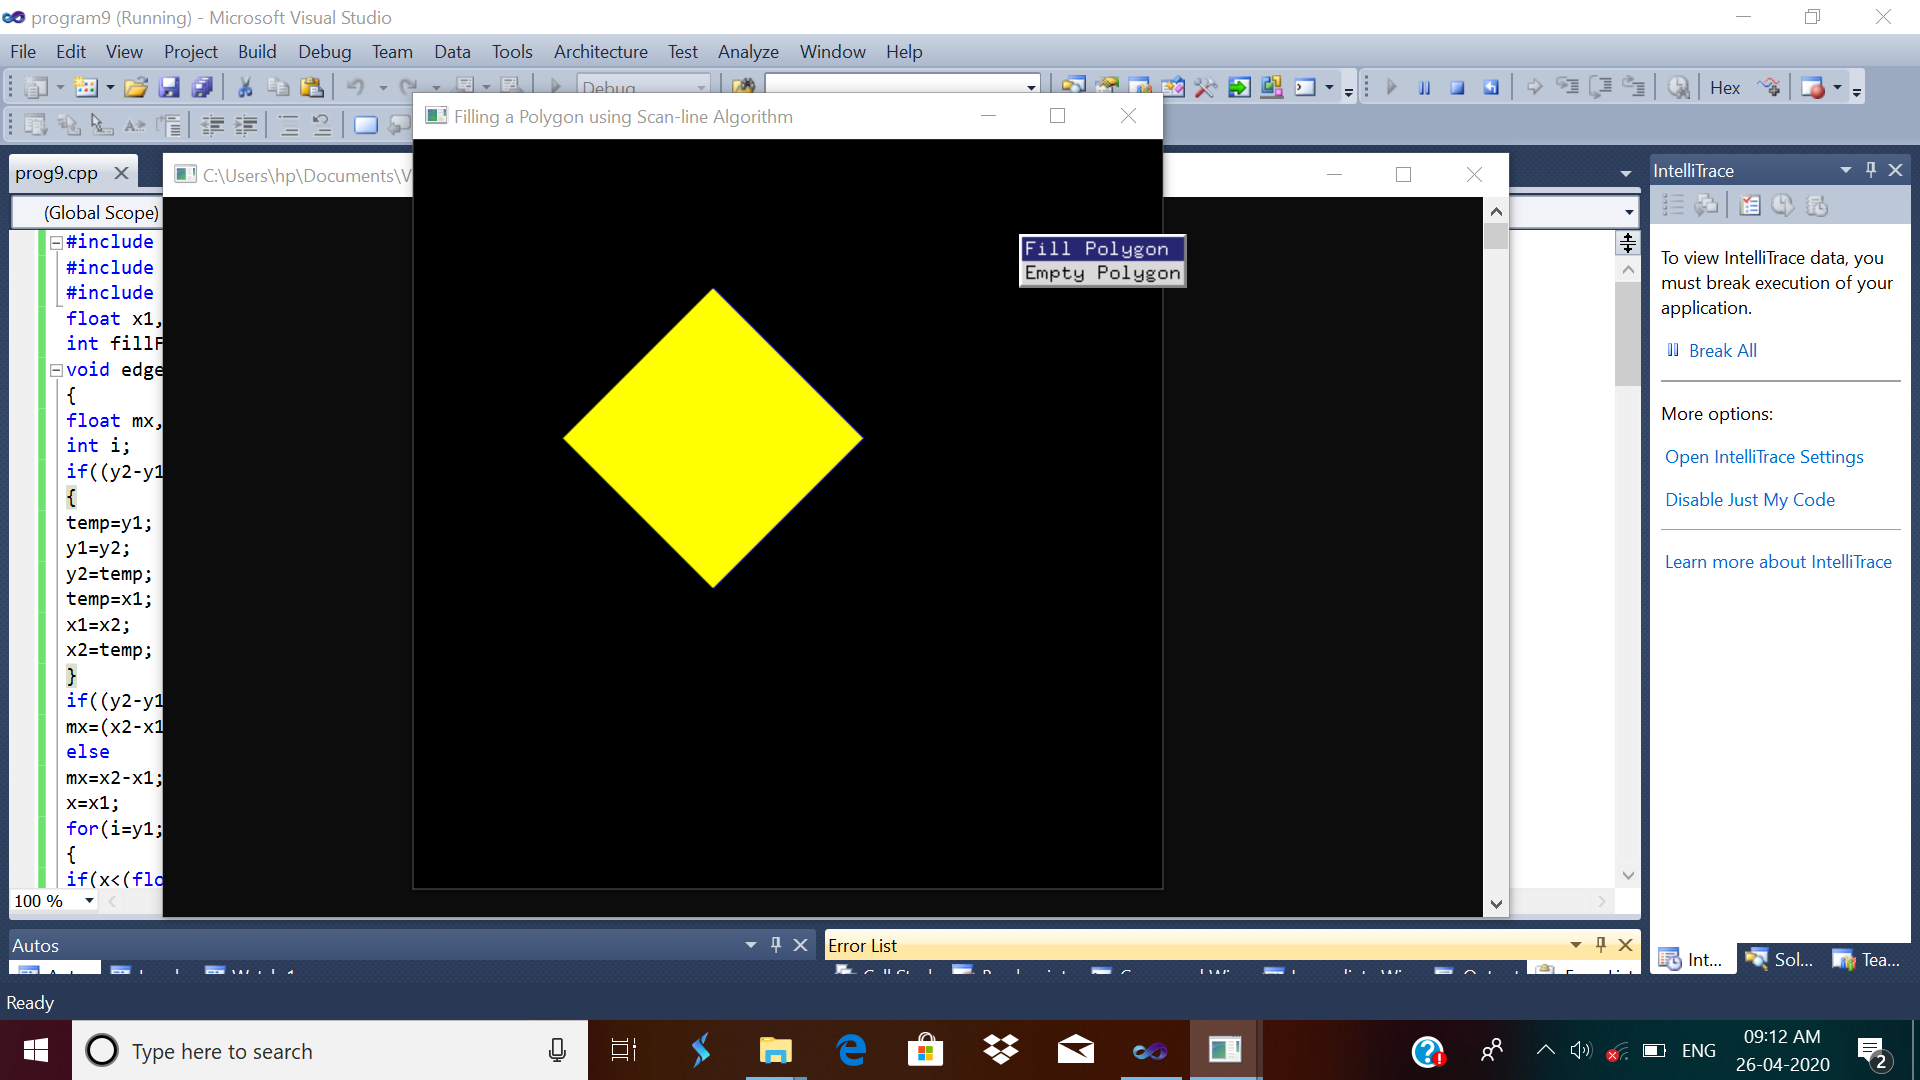 program9 (Running) - Microsoft Visual Studio
File Edit View Project Build Debug Team Data Tools Architecture Test Analyze Window Help
Debug
Hex
Filling a Polygon using Scan-line Algorithm
prog9.cpp
C:\Users\hp\Documents\V
(Global Scope)
#include
#include
#include
float x1,
int fillF
void edge
{
float mx,
int i;
if((y2-y1
{
temp=y1;
y1=y2;
y2=temp;
temp=x1;
x1=x2;
x2=temp;
}
if((y2-y1
mx=(x2-x1
else
mx=x2-x1;
x=x1;
for(i=y1;
{
if(x<(flo
100 %
Fill Polygon
Empty Polygon
IntelliTrace
To view IntelliTrace data, you
must break execution of your
application.
Break All
More options:
Open IntelliTrace Settings
Disable Just My Code
Learn more about IntelliTrace
Int... Sol... Tea...
Autos
Error List
Ready
Type here to search
ENG
09:12 AM
26-04-2020
2